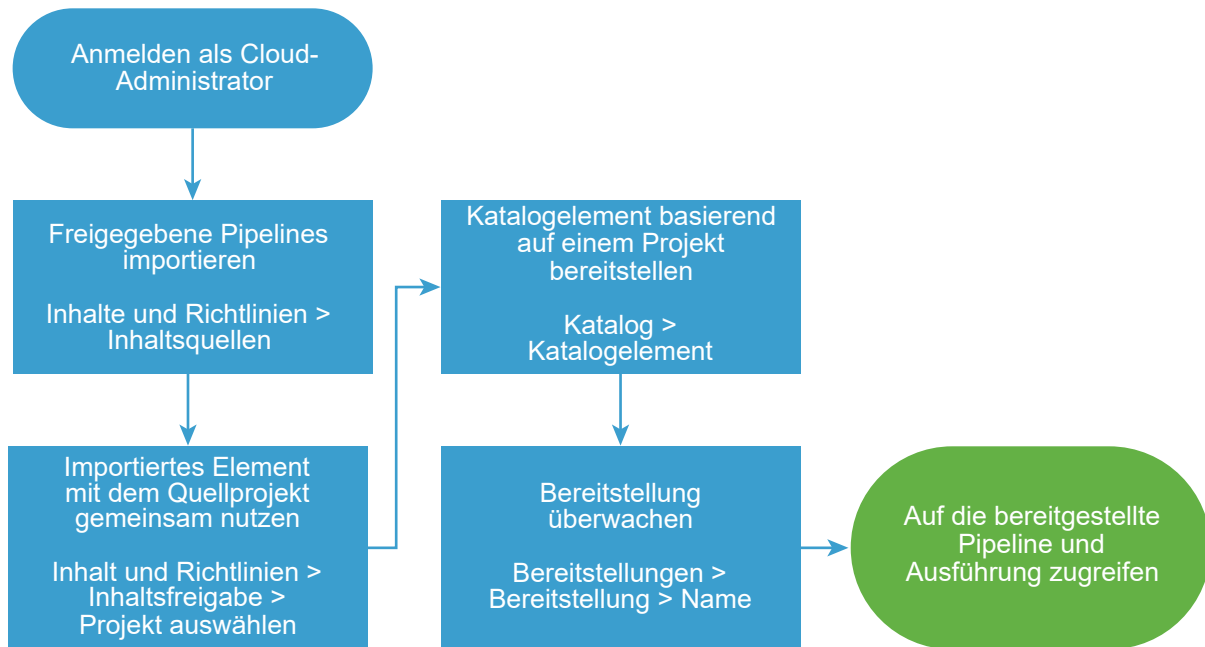 Anmelden als Cloud-
Administrator
Freigegebene Pipelines
importieren
Inhalte und Richtlinien >
Inhaltsquellen
Importiertes Element
mit dem Quellprojekt
gemeinsam nutzen
Inhalt und Richtlinien >
Inhaltsfreigabe >
Projekt auswählen
Katalogelement basierend
auf einem Projekt
bereitstellen
Katalog >
Katalogelement
Bereitstellung
überwachen
Bereitstellungen >
Bereitstellung > Name
Auf die bereitgestellte
Pipeline und
Ausführung zugreifen